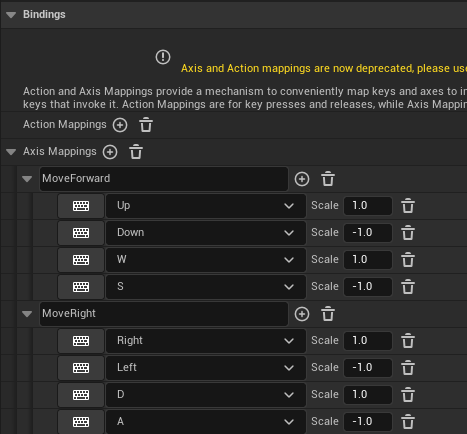 Bindings
Axis and Action mappings are now deprecated, please
Action and Axis Mappings provide a mechanism to conveniently map keys and axes to
keys that invoke it. Action Mappings are for key presses and releases, while Axis
Action Mappings
Axis Mappings
MoveForward
Up Scale 1.0
Down Scale -1.0
W Scale 1.0
S Scale -1.0
MoveRight
Right Scale 1.0
Left Scale -1.0
D Scale 1.0
A Scale -1.0